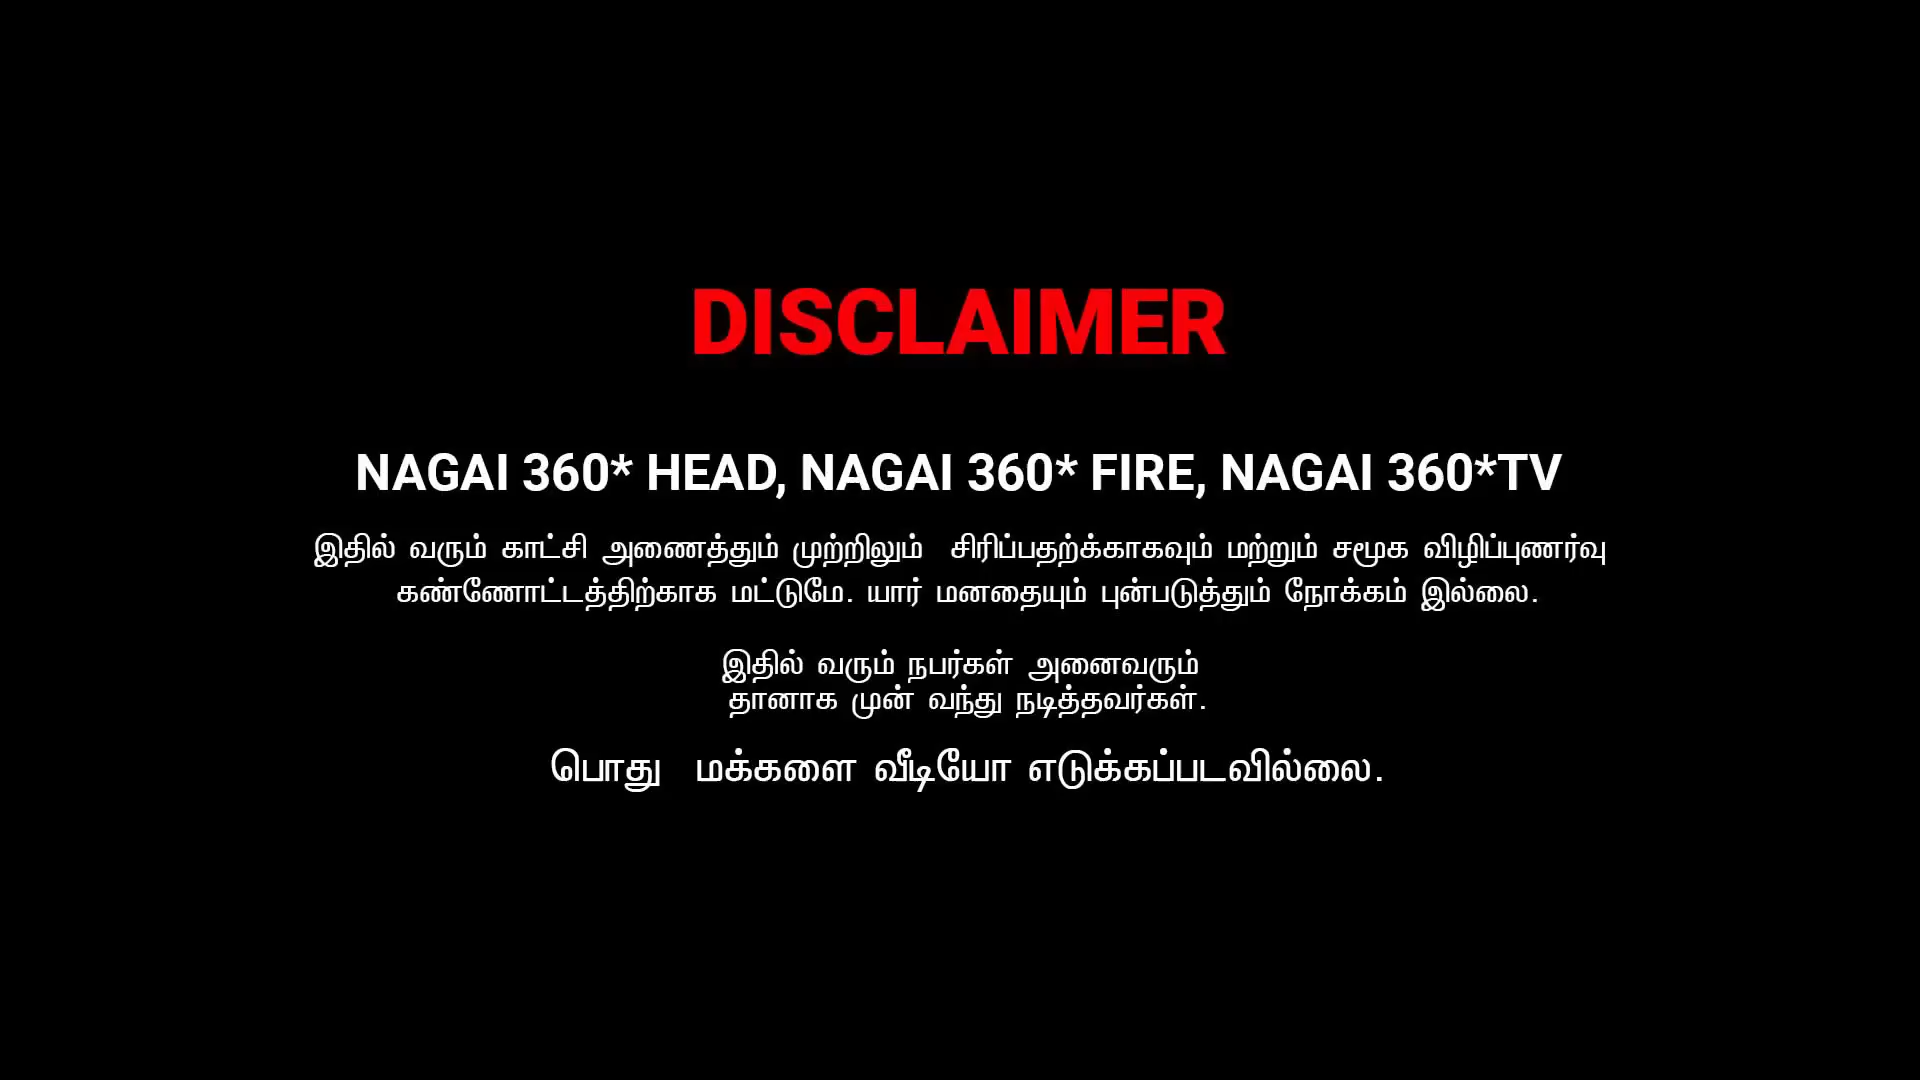 DISCLAIMER
NAGAI 360* HEAD, NAGAI 360* FIRE, NAGAI 360*TV
இதில் வரும் காட்சி அணைத்தும் முற்றிலும் சிரிப்பதற்க்காகவும் மற்றும் சமூக விழிப்புணர்வு
கண்ணோட்டத்திற்காக மட்டுமே. யார் மனதையும் புன்படுத்தும் நோக்கம் இல்லை.
இதில் வரும் நபர்கள் அனைவரும்
தானாக முன் வந்து நடித்தவர்கள்.
பொது மக்களை வீடியோ எடுக்கப்படவில்லை.